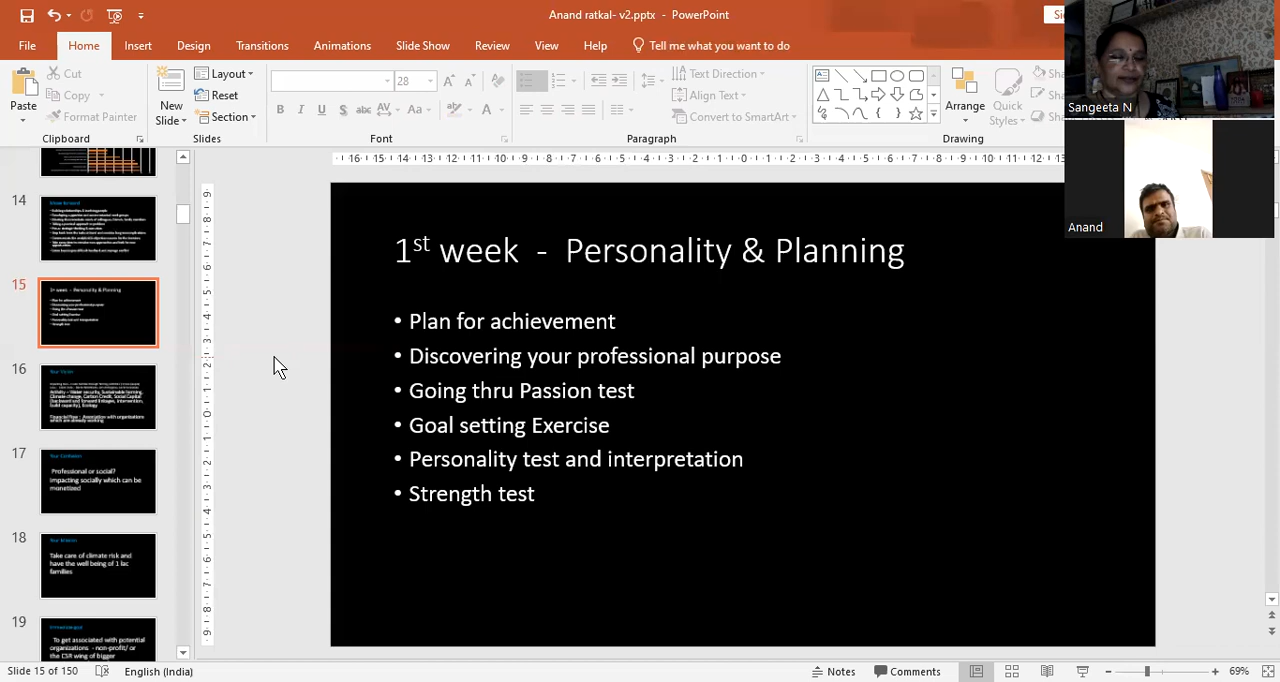 Anand ratkal- v2.pptx - PowerPoint
File Home Insert Design Transitions Animations Slide Show Review View Help Tell me what you want to do
Paste
Cut
Copy
Format Painter
Clipboard
New Slide
Layout
Reset
Section
Slides
28
Font
Text Direction
Align Text
Convert to SmartArt
Paragraph
Arrange
Quick Styles
Drawing
Sangeeta N
Anand
14
15
1st week - Personality & Planning
16
Your Vision
17
Professional or social?
Impacting socially which can be
monetized
18
Take care of climate risk and
have the well being of 1 lac
families
19
To get associated with potential
organizations - non-profit/ or
the CSR wing of bigger
1st week - Personality & Planning
• Plan for achievement
• Discovering your professional purpose
• Going thru Passion test
• Goal setting Exercise
• Personality test and interpretation
• Strength test
Slide 15 of 150 English (India) Notes Comments 69%